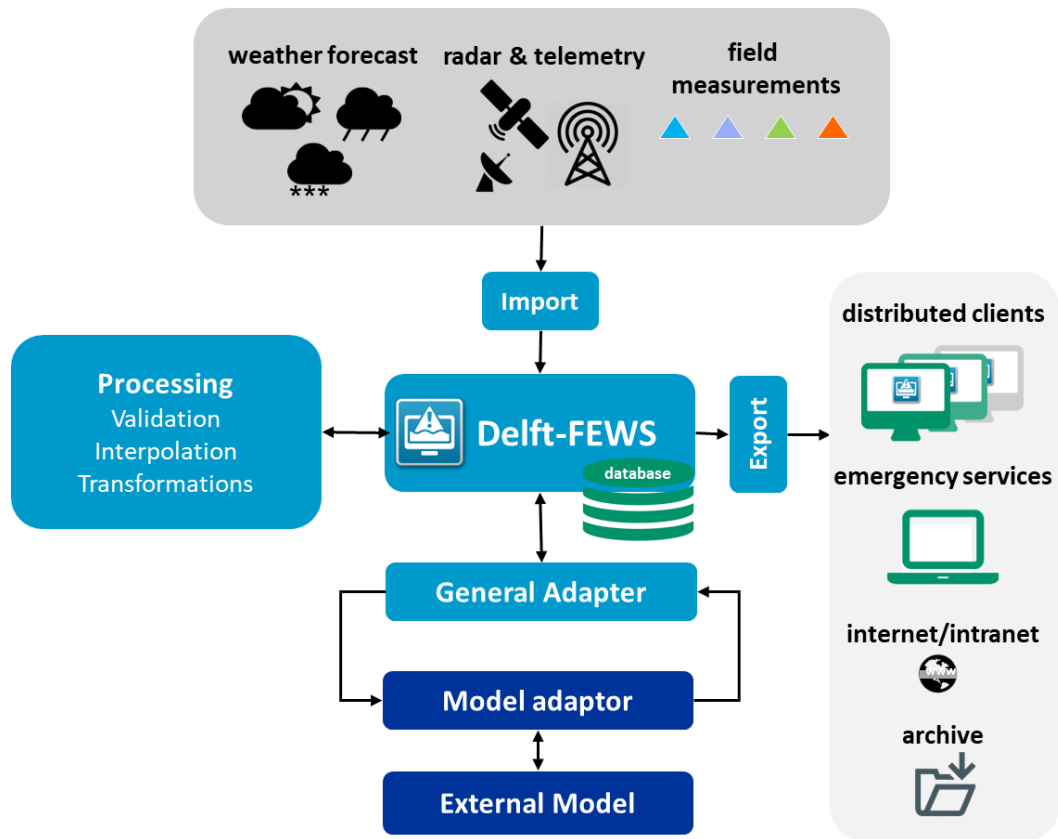 weather forecast
radar & telemetry
field
measurements
***
Import
Processing
Validation
Interpolation
Transformations
Delft-FEWS
database
Export
distributed clients
emergency services
internet/intranet
www
archive
General Adapter
Model adaptor
External Model